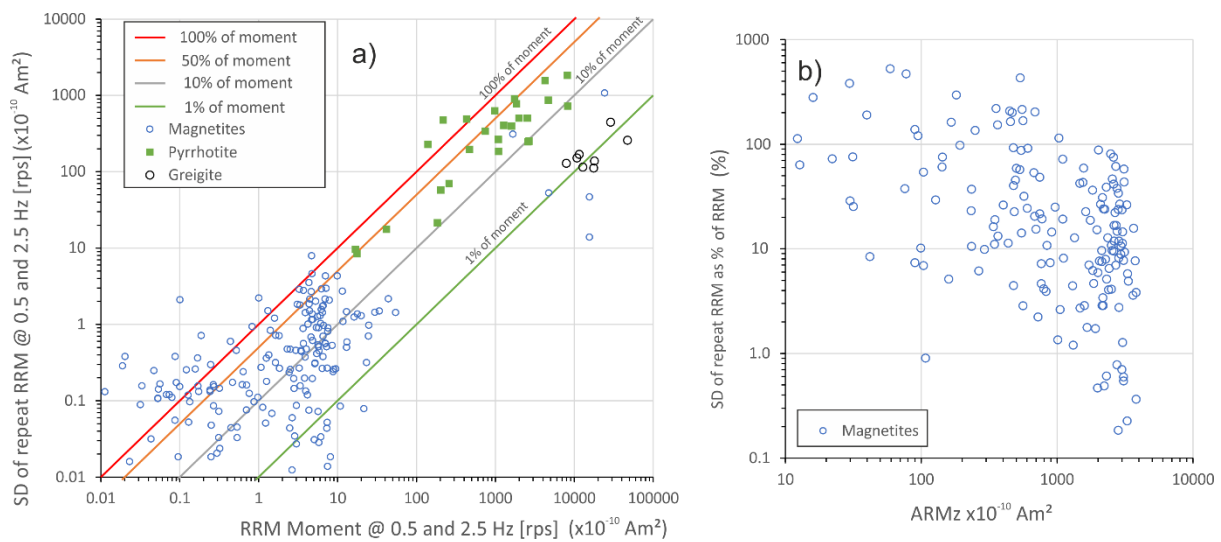 a)
100% of moment
50% of moment
10% of moment
1% of moment
Magnetites
Pyrrhotite
Greigite
100% of moment
10% of moment
1% of moment
10000
1000
100
10
1
0.1
0.01
0.01
0.1
1
10
100
1000
10000
100000
SD of repeat RRM @ 0.5 and 2.5 Hz [rps] (x10⁻¹⁰ Am²)
RRM Moment @ 0.5 and 2.5 Hz [rps] (x10⁻¹⁰ Am²)
b)
1000
100
10
1.0
0.1
10
100
1000
10000
SD of repeat RRM as % of RRM (%)
Magnetites
ARMz x10⁻¹⁰ Am²